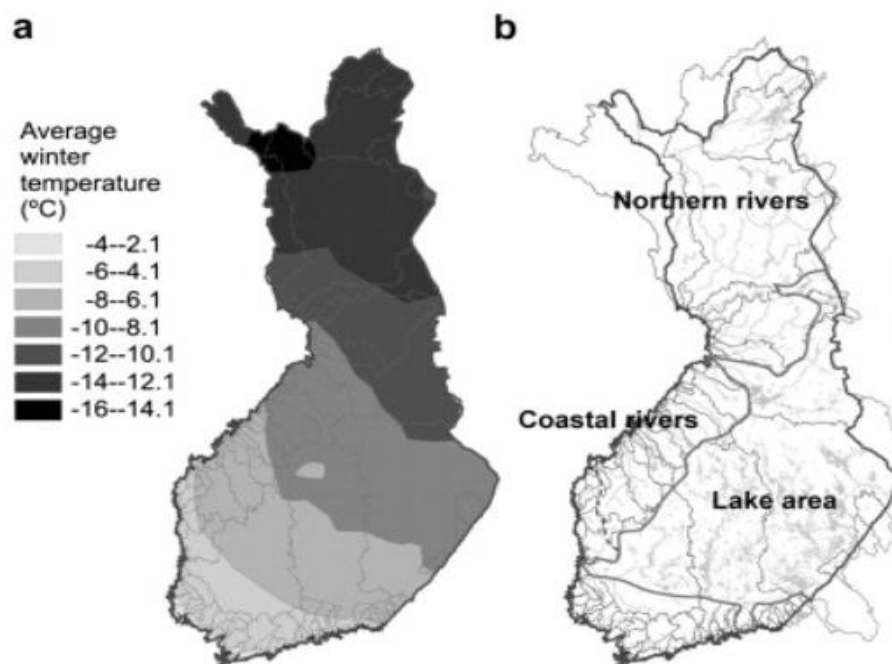 a
b
Average
winter
temperature
(ºC)
-4--2.1
-6--4.1
-8--6.1
-10--8.1
-12--10.1
-14--12.1
-16--14.1
Northern rivers
Coastal rivers
Lake area